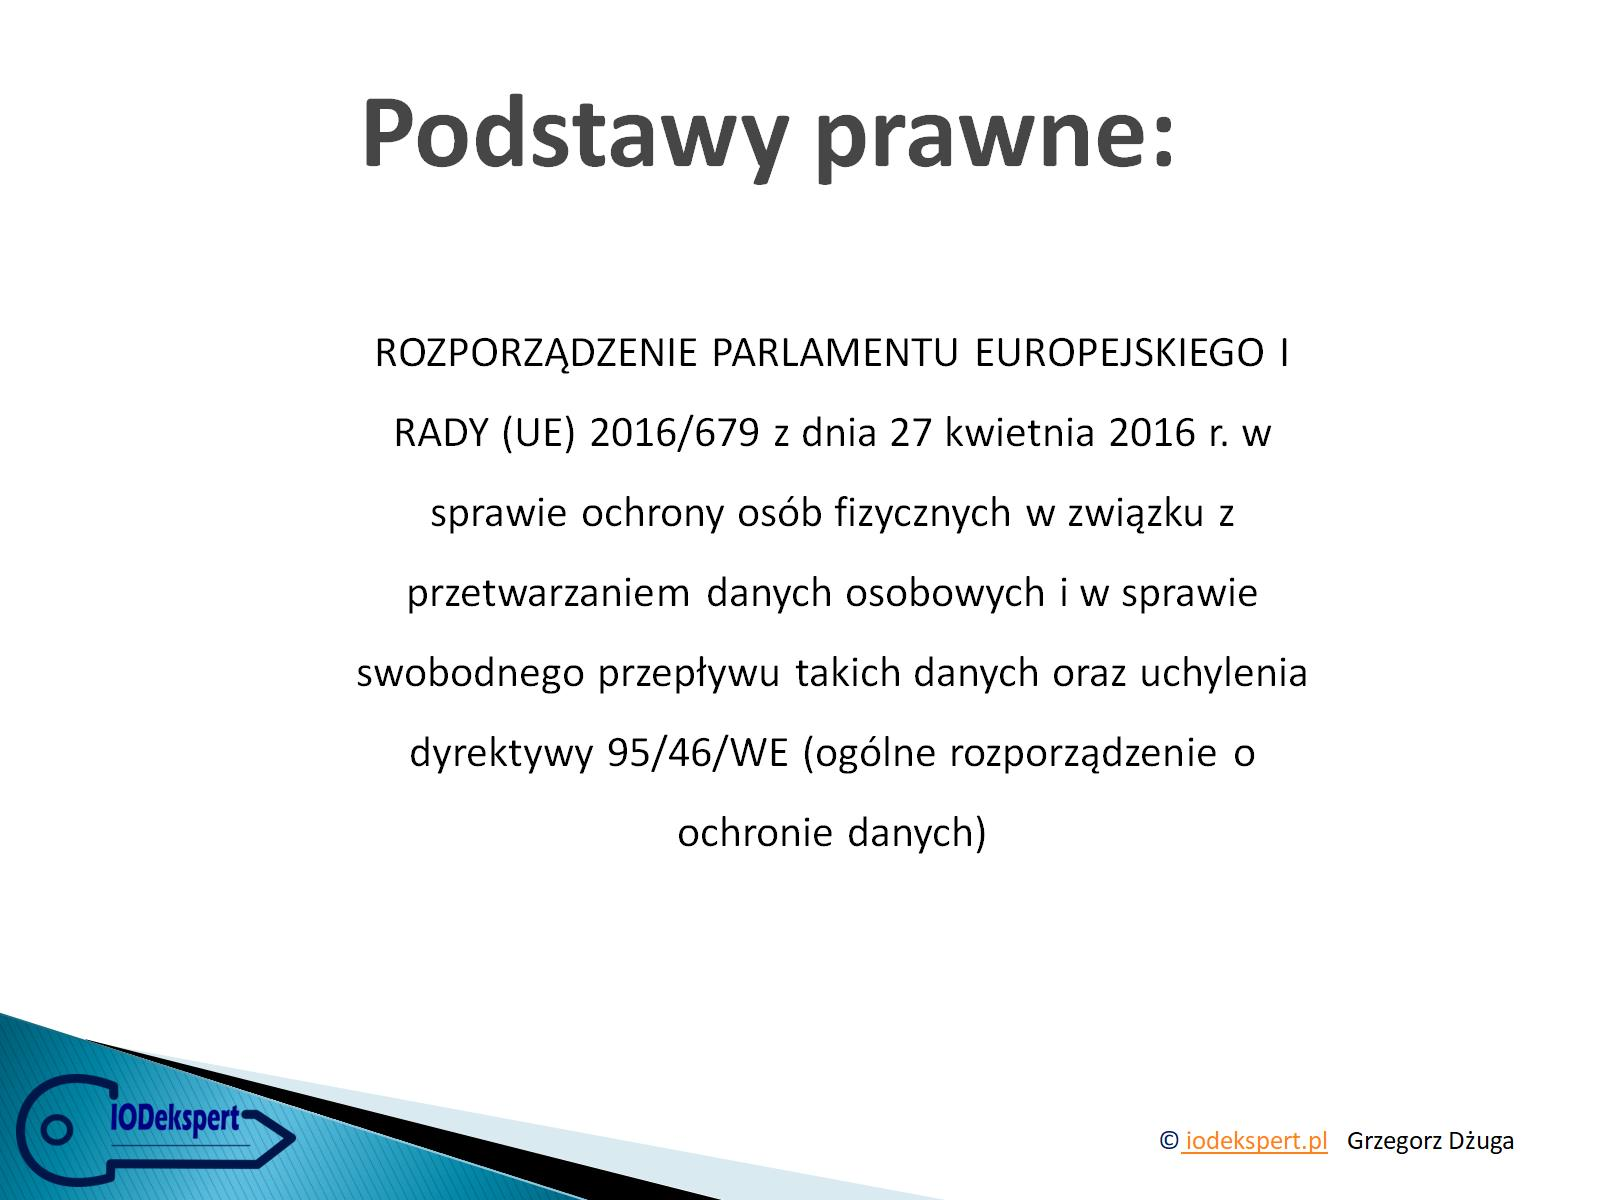 Podstawy prawne:
ROZPORZĄDZENIE PARLAMENTU EUROPEJSKIEGO I
RADY (UE) 2016/679 z dnia 27 kwietnia 2016 r. w
sprawie ochrony osób fizycznych w związku z
przetwarzaniem danych osobowych i w sprawie
swobodnego przepływu takich danych oraz uchylenia
dyrektywy 95/46/WE (ogólne rozporządzenie o
ochronie danych)
IODekspert
© iodekspert.pl Grzegorz Dżuga